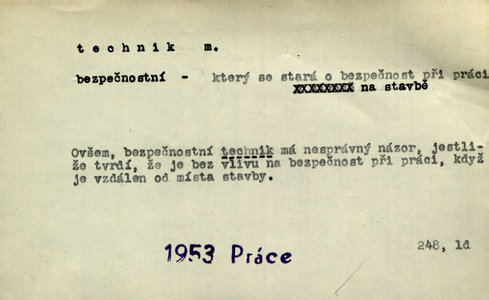 technik m.
bezpečnostní - který se stará o bezpečnost při práci
xxxxxxxx na stavbě
Ovšem, bezpečnostní technik má nesprávný názor, jestli-
že tvrdí, že je bez vlivu na bezpečnost při práci, když
je vzdálen od místa stavby.
248, 1d
1953 Práce